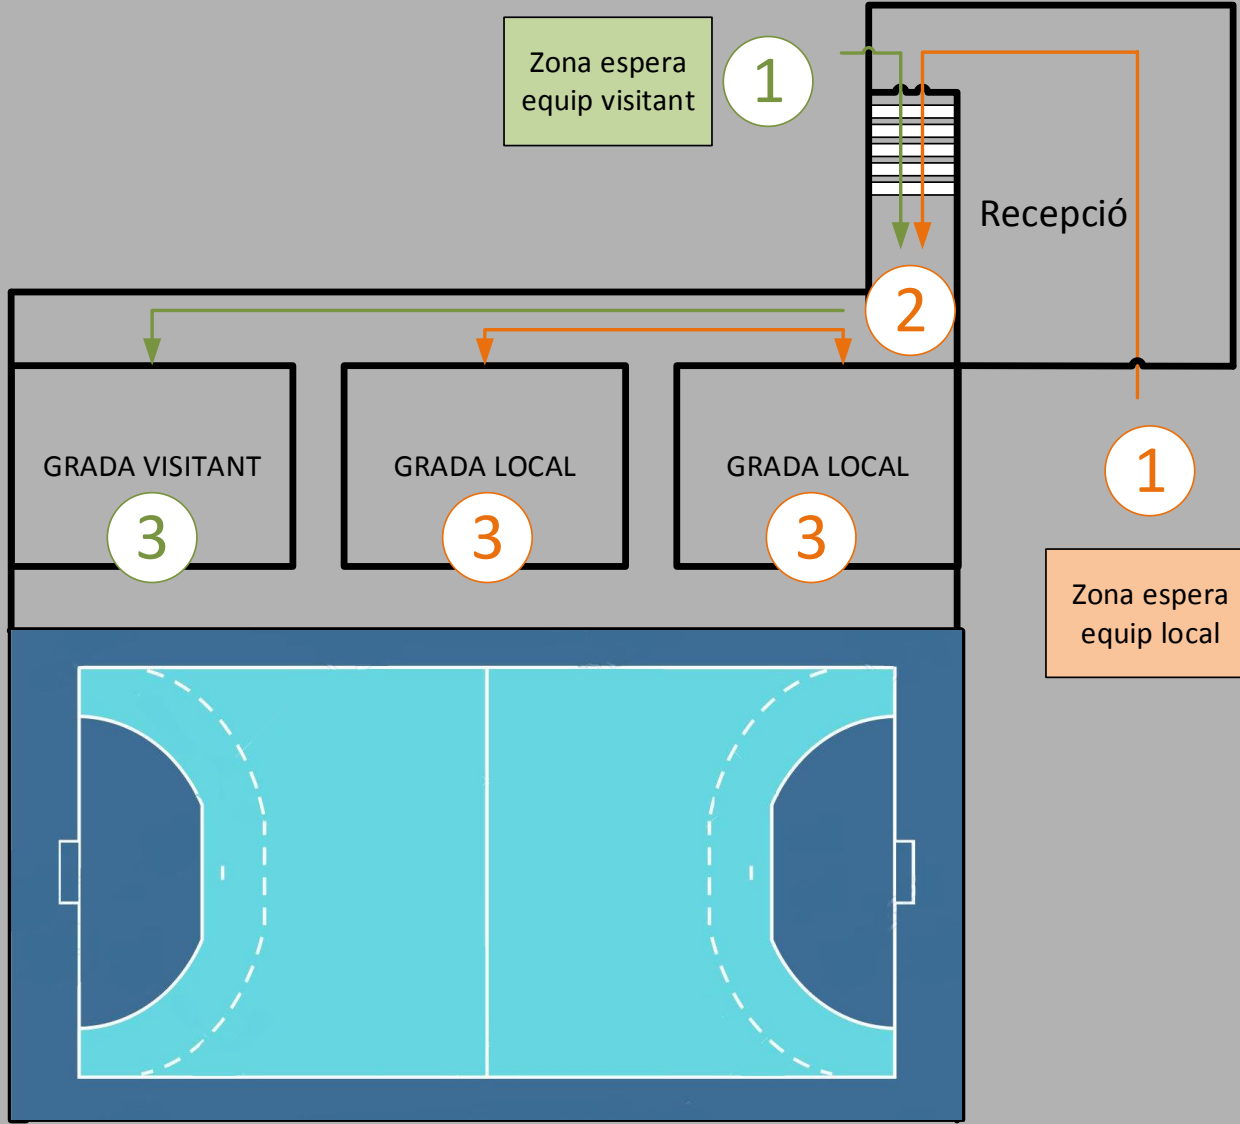 Zona espera
equip visitant
1
Recepció
2
GRADA VISITANT
3
GRADA LOCAL
3
GRADA LOCAL
3
1
Zona espera
equip local